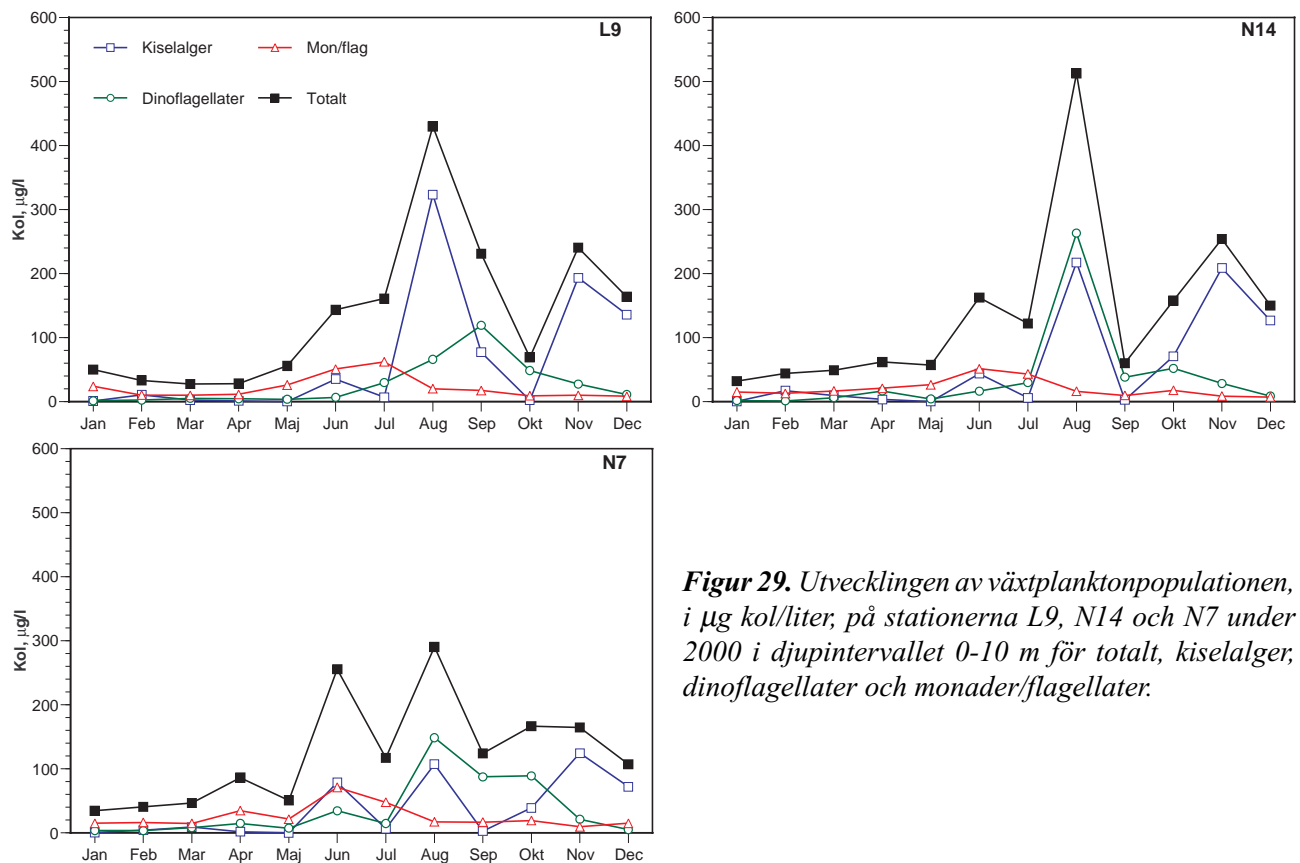 600
500
400
300
200
100
0
Kol, µg/l
L9
Kiselalger
Mon/flag
Dinoflagellater
Totalt
Jan Feb Mar Apr Maj Jun Jul Aug Sep Okt Nov Dec
600
500
400
300
200
100
0
N14
Jan Feb Mar Apr Maj Jun Jul Aug Sep Okt Nov Dec
600
500
400
300
200
100
0
Kol, µg/l
N7
Jan Feb Mar Apr Maj Jun Jul Aug Sep Okt Nov Dec
Figur 29. Utvecklingen av växtplanktonpopulationen,
i µg kol/liter, på stationerna L9, N14 och N7 under
2000 i djupintervallet 0-10 m för totalt, kiselalger,
dinoflagellater och monader/flagellater.